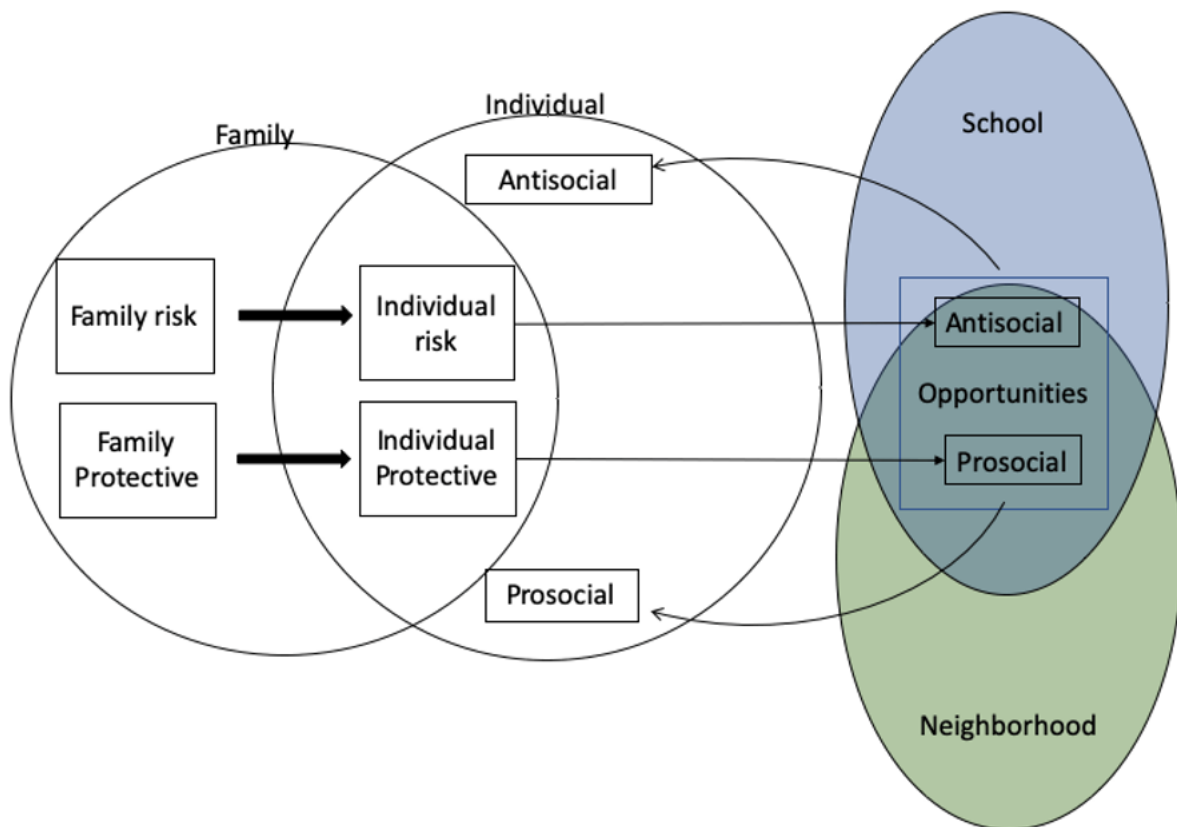 Family
Individual
School
Antisocial
Family risk
Individual
risk
Antisocial
Opportunities
Family
Protective
Individual
Protective
Prosocial
Prosocial
Neighborhood